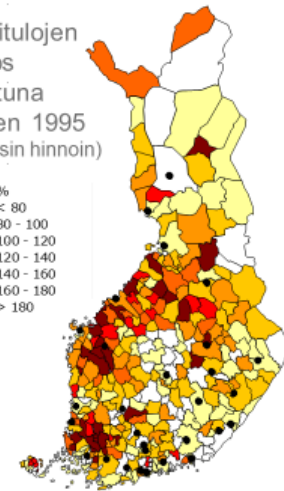 itulojen
os
tuna
en 1995
sin hinnoin)
%
< 80
80 - 100
100 - 120
120 - 140
140 - 160
160 - 180
> 180